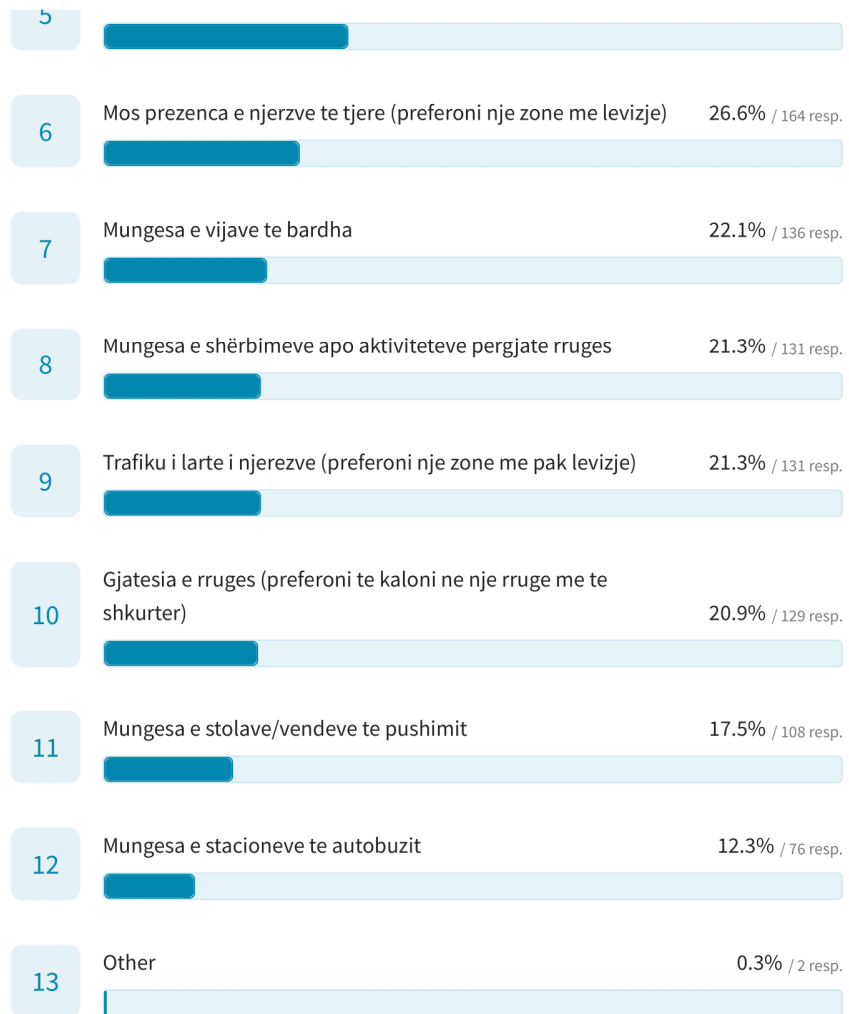 5
6
Mos prezenca e njerzve te tjere (preferoni nje zone me levizje) 26.6% / 164 resp.
7
Mungesa e vijave te bardha 22.1% / 136 resp.
8
Mungesa e shërbimeve apo aktiviteteve pergjate rruges 21.3% / 131 resp.
9
Trafiku i larte i njerezve (preferoni nje zone me pak levizje) 21.3% / 131 resp.
10
Gjatesia e rruges (preferoni te kaloni ne nje rruge me te
shkurter) 20.9% / 129 resp.
11
Mungesa e stolave/vendeve te pushimit 17.5% / 108 resp.
12
Mungesa e stacioneve te autobuzit 12.3% / 76 resp.
13
Other 0.3% / 2 resp.